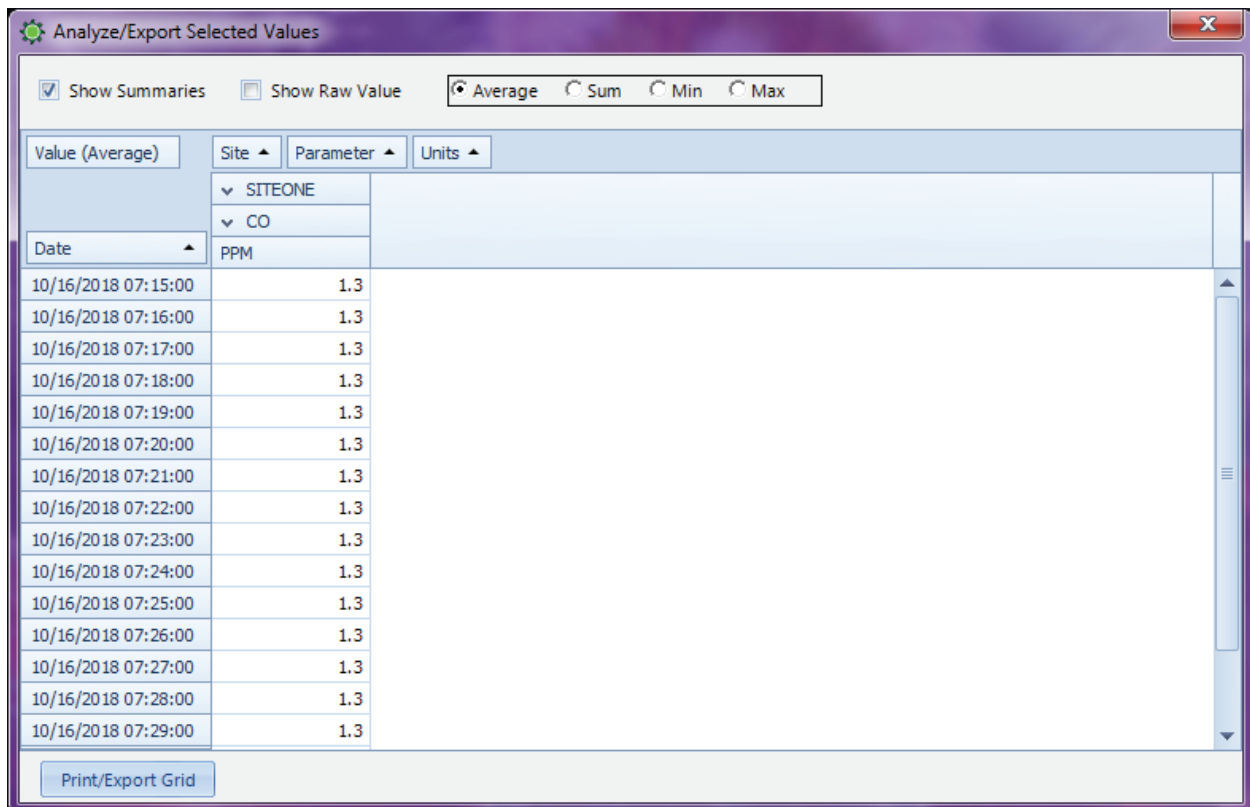 Analyze/Export Selected Values
Show Summaries Show Raw Value Average Sum Min Max
Value (Average) Site Parameter Units
SITEONE
CO
Date PPM
10/16/2018 07:15:00 1.3
10/16/2018 07:16:00 1.3
10/16/2018 07:17:00 1.3
10/16/2018 07:18:00 1.3
10/16/2018 07:19:00 1.3
10/16/2018 07:20:00 1.3
10/16/2018 07:21:00 1.3
10/16/2018 07:22:00 1.3
10/16/2018 07:23:00 1.3
10/16/2018 07:24:00 1.3
10/16/2018 07:25:00 1.3
10/16/2018 07:26:00 1.3
10/16/2018 07:27:00 1.3
10/16/2018 07:28:00 1.3
10/16/2018 07:29:00 1.3
Print/Export Grid